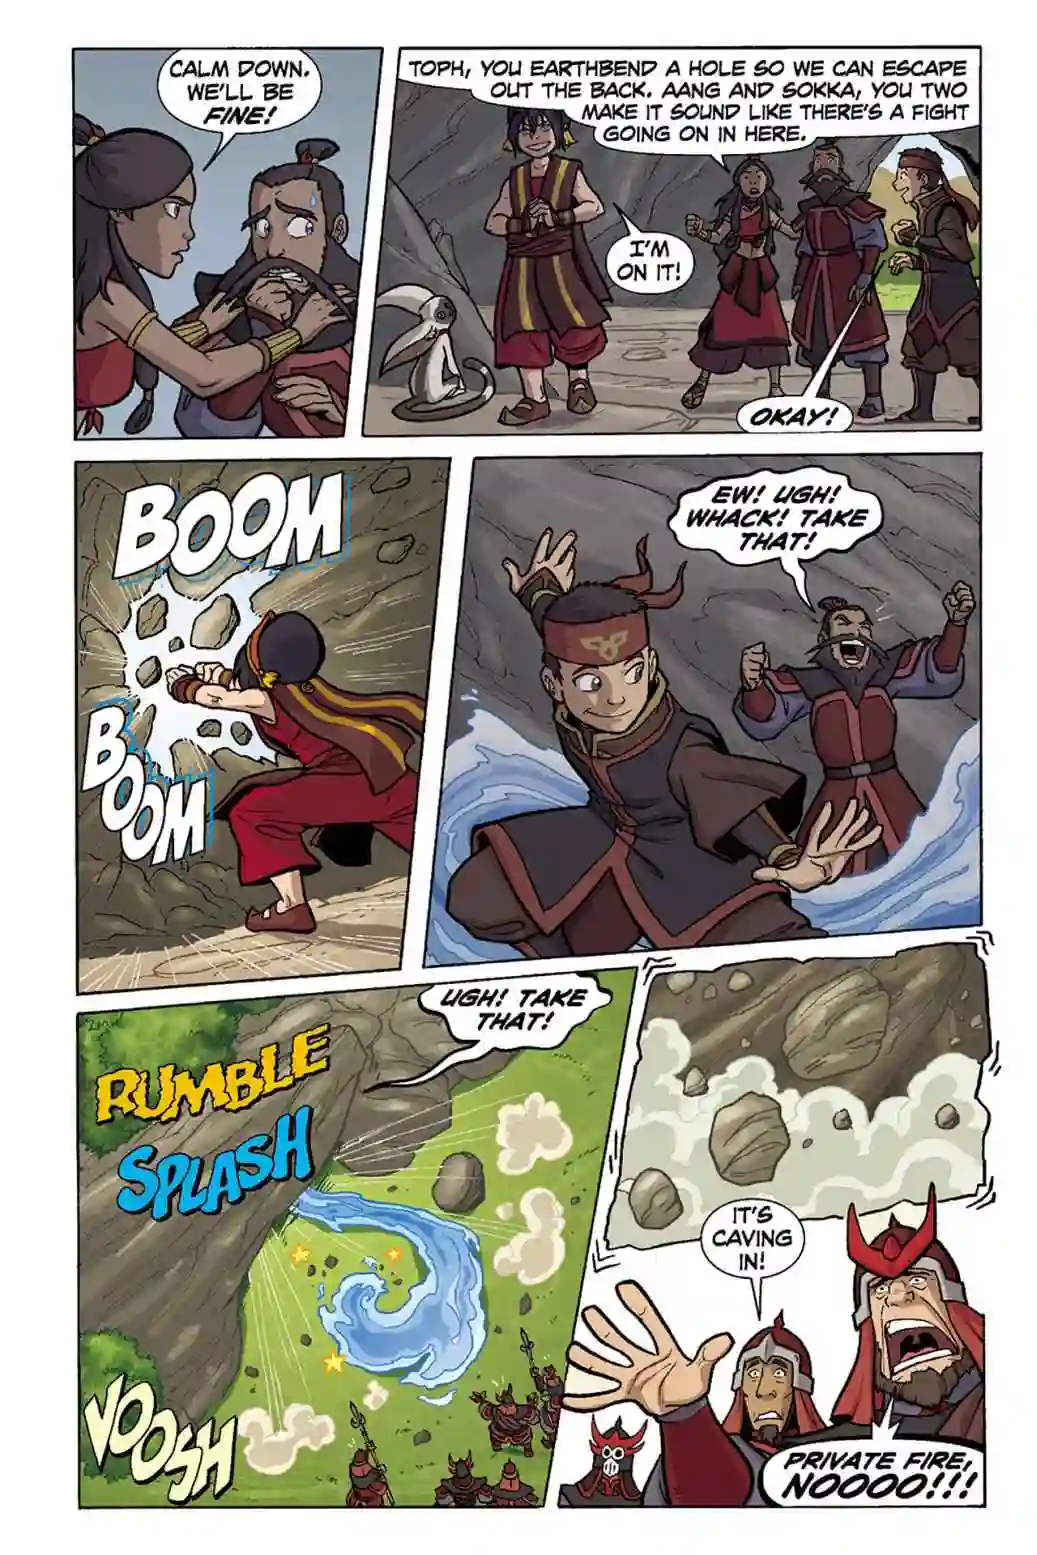 CALM DOWN.
WE'LL BE
FINE!
TOPH, YOU EARTHBEND A HOLE SO WE CAN ESCAPE
OUT THE BACK. AANG AND SOKKA, YOU TWO
MAKE IT SOUND LIKE THERE'S A FIGHT
GOING ON IN HERE.
I'M
ON IT!
OKAY!
BOOM
BOOM
EW! UGH!
WHACK! TAKE
THAT!
UGH! TAKE
THAT!
RUMBLE
SPLASH
VOOSH
IT'S
CAVING
IN!
PRIVATE FIRE,
NOOOO!!!